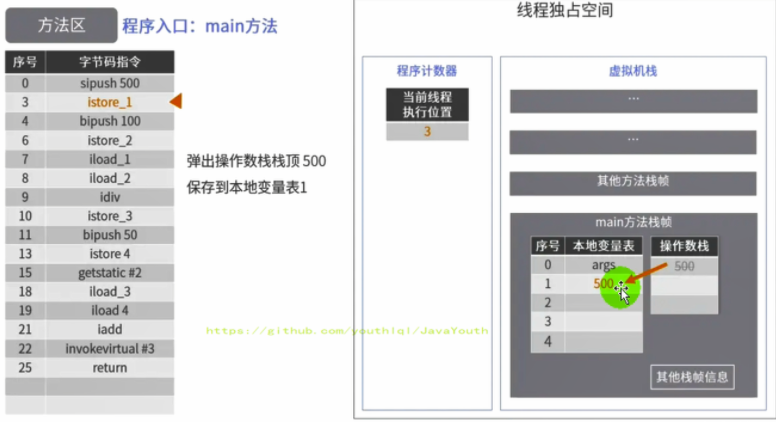 方法区 程序入口：main方法
序号 字节码指令
0 sipush 500
3 istore_1
4 bipush 100
6 istore_2
7 iload_1
8 iload_2
9 idiv
10 istore_3
11 bipush 50
13 istore 4
15 getstatic #2
18 iload_3
19 iload 4
21 iadd
22 invokevirtual #3
25 return
弹出操作数栈栈顶 500
保存到本地变量表1
https://github.com/youthlql/JavaYouth
线程独占空间
程序计数器
当前线程
执行位置
3
虚拟机栈
...
...
其他方法栈帧
main方法栈帧
序号 本地变量表 操作数栈
0 args 500
1 500
2
3
4
其他栈帧信息